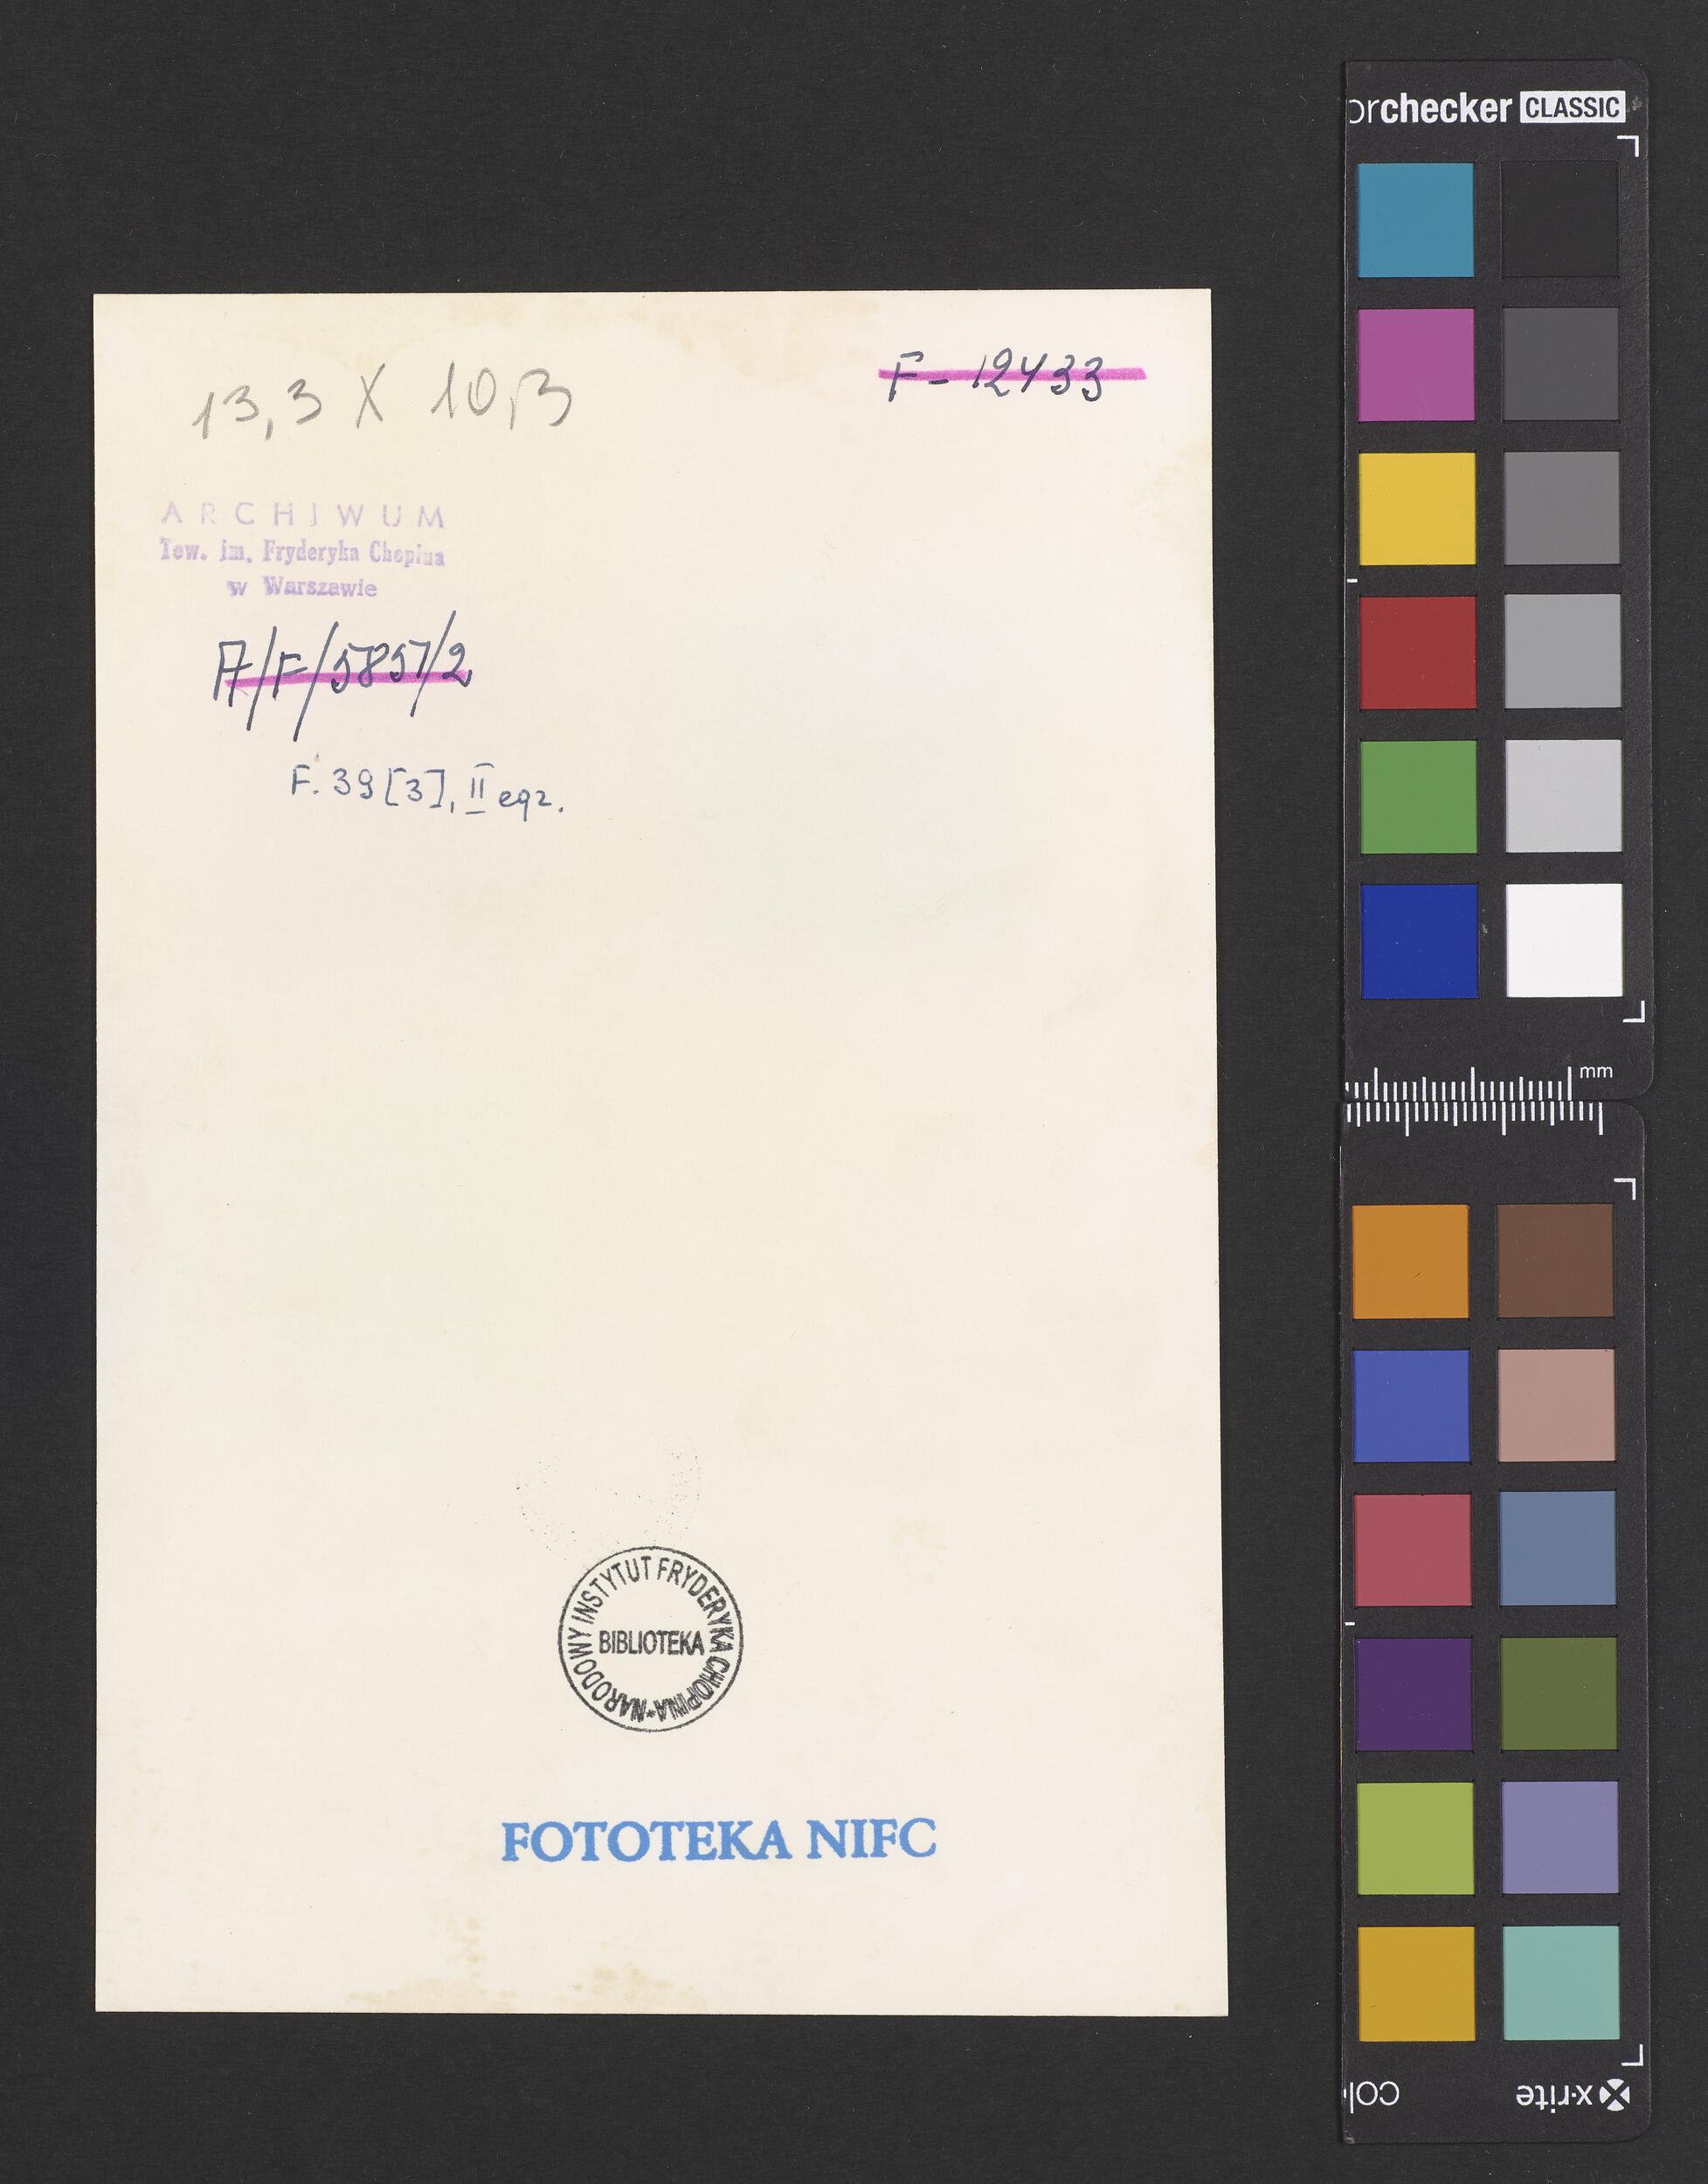 13,3 X 10,3
F-12433
ARCHIWUM
Tow. im. Fryderyka Chopina
w Warszawie
A/F/5857/2
F. 39 [3], II egz.
NARODOWY INSTYTUT FRYDERYKA CHOPINA
BIBLIOTEKA
FOTOTEKA NIFC
orchecker CLASSIC
mm
x-rite
col